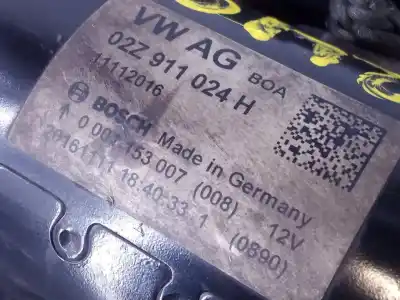 VW AG BOA
02Z 911 024 H
11112016
BOSCH Made in Germany
0 001 153 007 (008) 12V
20161111 18:40:33 1 (0890)